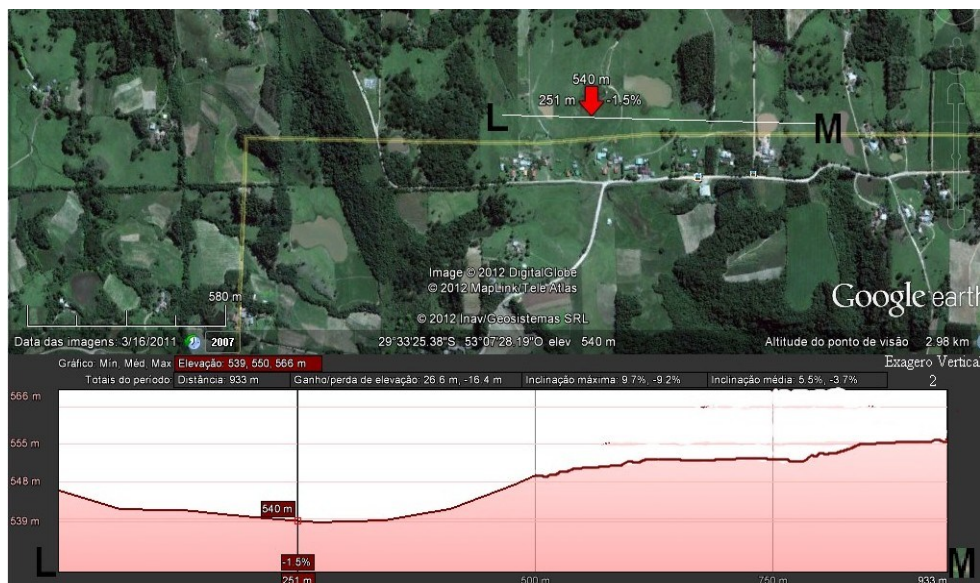 540 m
251 m -1.5%
L
M
Image © 2012 DigitalGlobe
© 2012 MapLink/Tele Atlas
© 2012 Inav/Geosistemas SRL
Google earth
580 m
Data das imagens: 3/16/2011 2007 29°33'25.38"S 53°07'28.19"O elev 540 m Altitude do ponto de visão 2.98 km
Gráfico: Mín, Méd, Max Elevação: 539, 550, 566 m Exagero Vertical
Totais do período: Distância: 933 m Ganho/perda de elevação: 26.6 m, -16.4 m Inclinação máxima: 9.7%, -9.2% Inclinação média: 5.5%, -3.7% 2
566 m
555 m
548 m
540 m
539 m
L
-1.5%
M
251 m 500 m 750 m 933 m